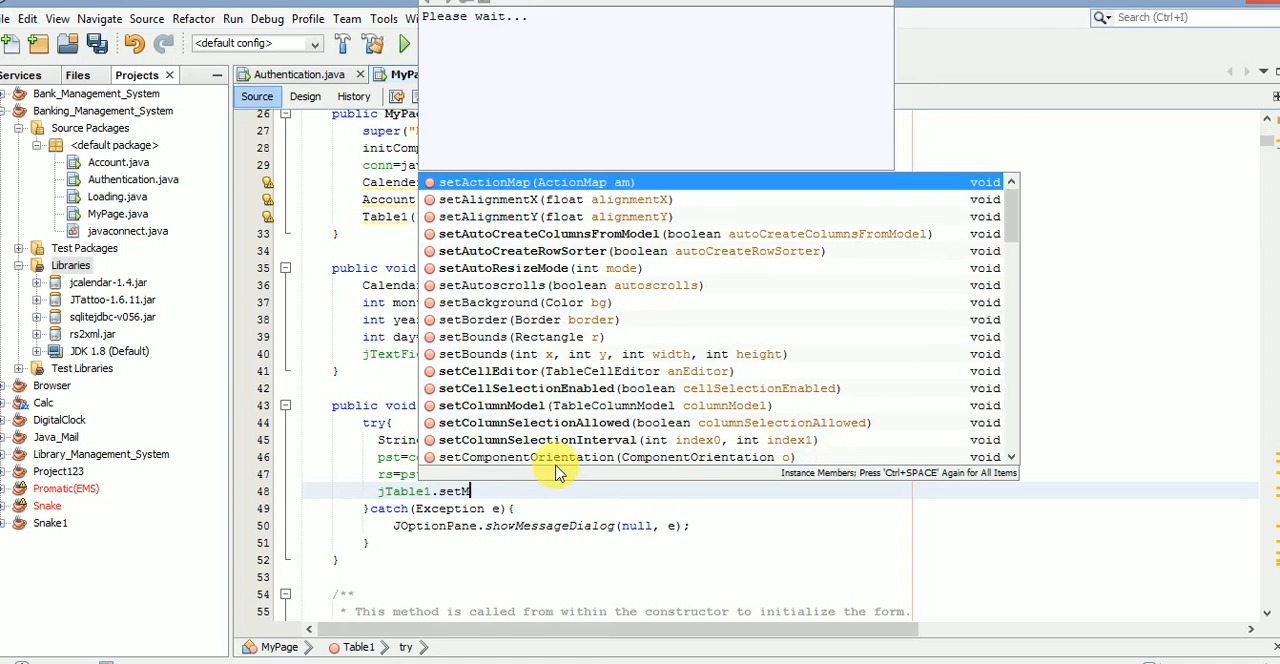 Please wait...
ile Edit View Navigate Source Refactor Run Debug Profile Team Tools Wi
Search (Ctrl+I)
<default config>
Services Files Projects
Authentication.java
MyPa
Source Design History
Bank_Management_System
Banking_Management_System
Source Packages
<default package>
Account.java
Authentication.java
Loading.java
MyPage.java
javaconnect.java
Test Packages
Libraries
jcalendar-1.4.jar
JTattoo-1.6.11.jar
sqlitejdbc-v056.jar
rs2xml.jar
JDK 1.8 (Default)
Test Libraries
Browser
Calc
DigitalClock
Java_Mail
Library_Management_System
Project123
Promatic(EMS)
Snake
Snake1
26 public MyPag
27 super("
28 initComp
29 conn=jav
Calender
Account
Table1(
33 }
34
35 public void
36 Calenda
37 int mon
38 int yea
39 int day=
40 jTextFi
41 }
42
43 public void
44 try{
45 String
46 pst=co
47 rs=ps
48 jTable1.setM
49 }catch(Exception e){
50 JOptionPane.showMessageDialog(null, e);
51 }
52 }
53
54 /**
55 * This method is called from within the constructor to initialize the form.
setActionMap(ActionMap am) void
setAlignmentX(float alignmentX) void
setAlignmentY(float alignmentY) void
setAutoCreateColumnsFromModel(boolean autoCreateColumnsFromModel) void
setAutoCreateRowSorter(boolean autoCreateRowSorter) void
setAutoResizeMode(int mode) void
setAutoscrolls(boolean autoscrolls) void
setBackground(Color bg) void
setBorder(Border border) void
setBounds(Rectangle r) void
setBounds(int x, int y, int width, int height) void
setCellEditor(TableCellEditor anEditor) void
setCellSelectionEnabled(boolean cellSelectionEnabled) void
setColumnModel(TableColumnModel columnModel) void
setColumnSelectionAllowed(boolean columnSelectionAllowed) void
setColumnSelectionInterval(int index0, int index1) void
setComponentOrientation(ComponentOrientation o) void
Instance Members; Press 'Ctrl+SPACE' Again for All Items
MyPage Table1 try